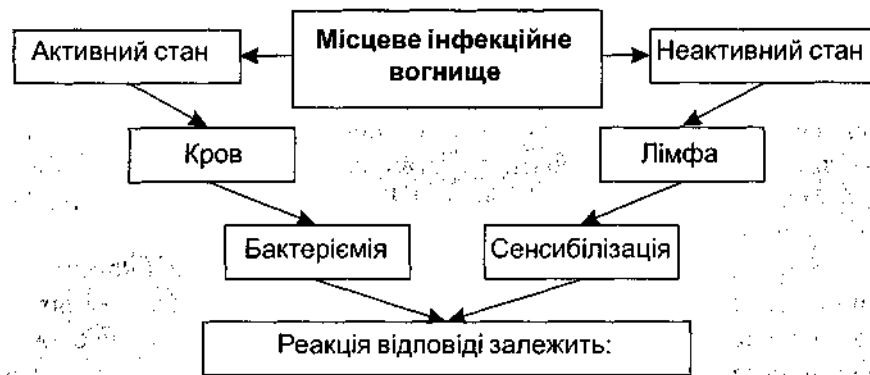 Місцеве інфекційне
вогнище
Активний стан
Неактивний стан
Кров
Лімфа
Бактеріємія
Сенсибілізація
Реакція відповіді залежить: